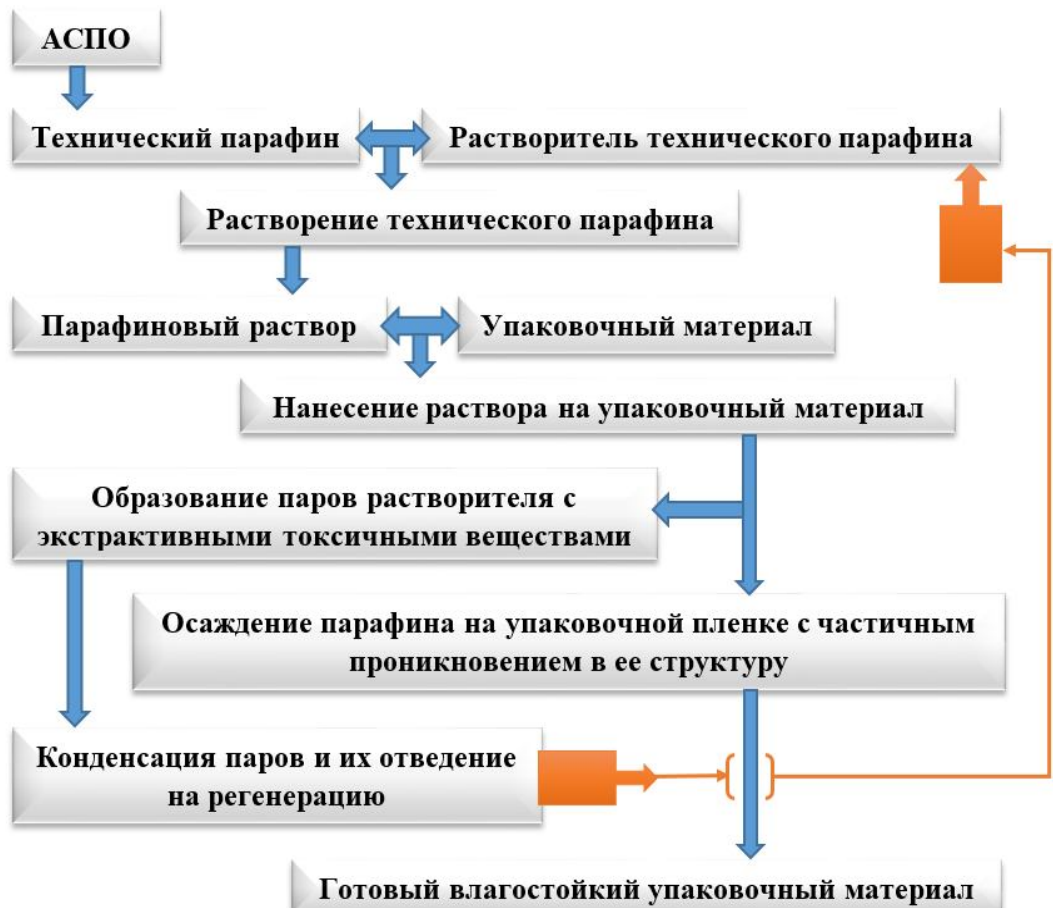 АСПО
Технический парафин
Растворитель технического парафина
Растворение технического парафина
Парафиновый раствор
Упаковочный материал
Нанесение раствора на упаковочный материал
Образование паров растворителя с
экстрактивными токсичными веществами
Осаждение парафина на упаковочной пленке с частичным
проникновением в ее структуру
Конденсация паров и их отведение
на регенерацию
Готовый влагостойкий упаковочный материал